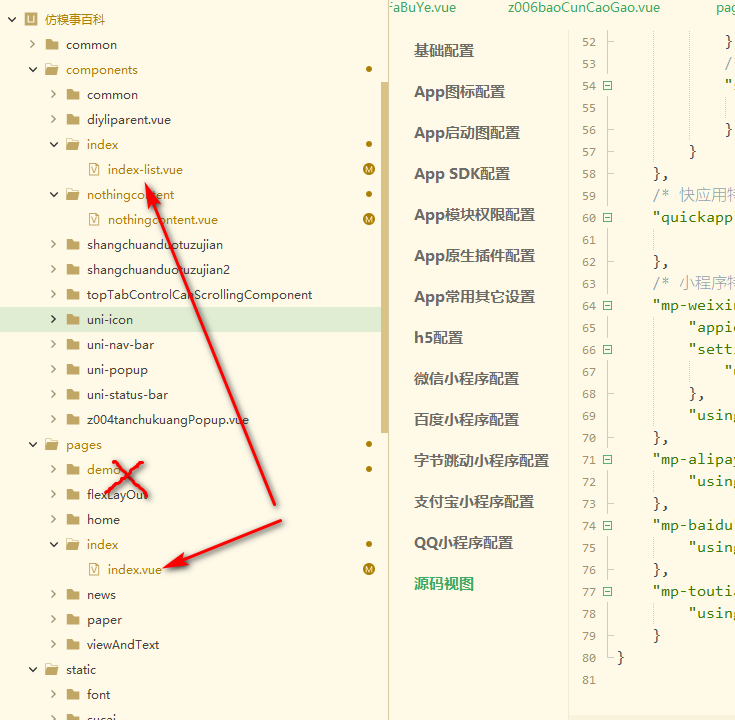 仿糗事百科
common
components
common
diyliparent.vue
index
index-list.vue
M
nothingcontent
nothingcontent.vue
M
shangchuanduotuzujian
shangchuanduotuzujian2
topTabControlCanScrollingComponent
uni-icon
uni-nav-bar
uni-popup
uni-status-bar
z004tanchukuangPopup.vue
pages
demo
flexLayOut
home
index
index.vue
M
news
paper
viewAndText
static
font
sucai
FaBuYe.vue z006baoCunCaoGao.vue pag
基础配置
App图标配置
App启动图配置
App SDK配置
App模块权限配置
App原生插件配置
App常用其它设置
h5配置
微信小程序配置
百度小程序配置
字节跳动小程序配置
支付宝小程序配置
QQ小程序配置
源码视图
52 }
53 /
54 "
55
56 }
57 }
58 },
59 /* 快应用特
60 "quickapp
61
62 },
63 /* 小程序特
64 "mp-weixin
65 "appid
66 "setti
67 "
68 },
69 "using
70 },
71 "mp-alipay
72 "using
73 },
74 "mp-baidu
75 "using
76 },
77 "mp-toutia
78 "using
79 }
80 }
81